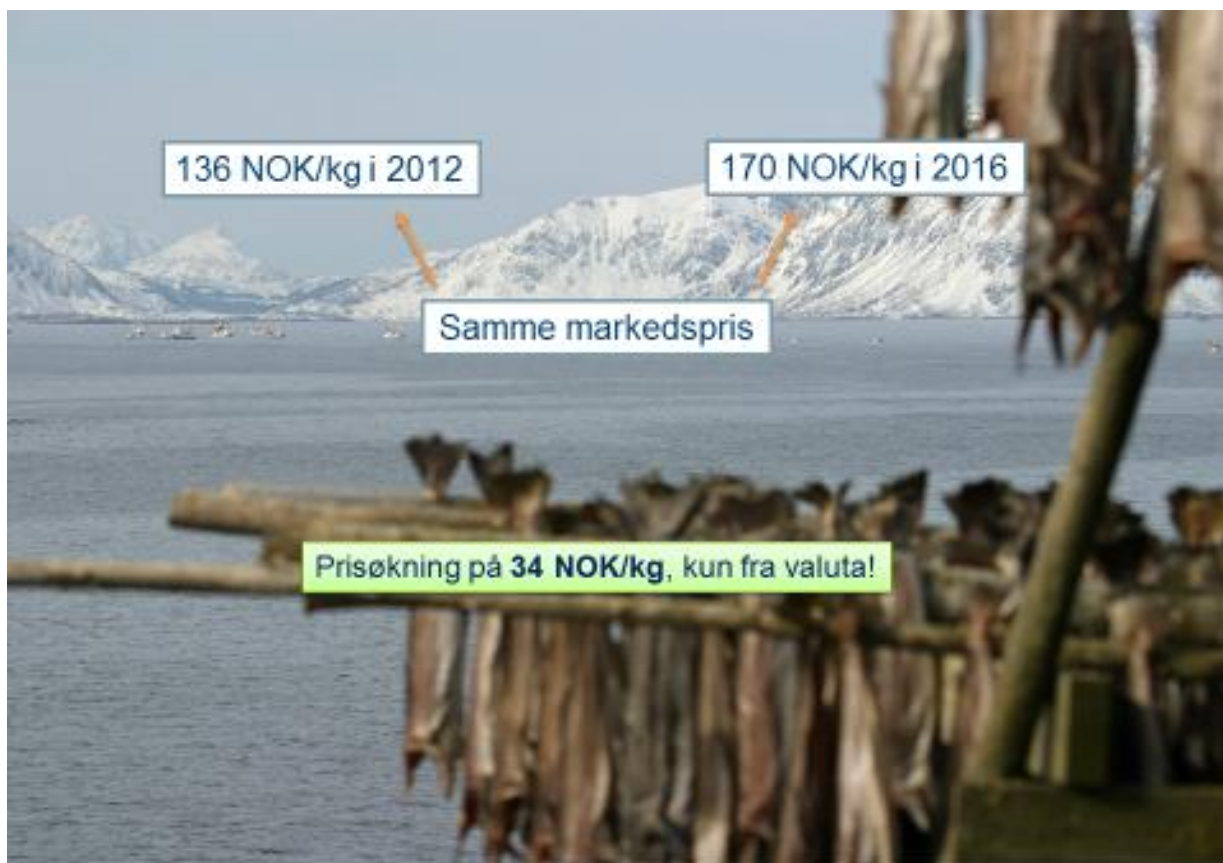 136 NOK/kg i 2012
170 NOK/kg i 2016
Samme markedspris
Prisøkning på 34 NOK/kg, kun fra valuta!